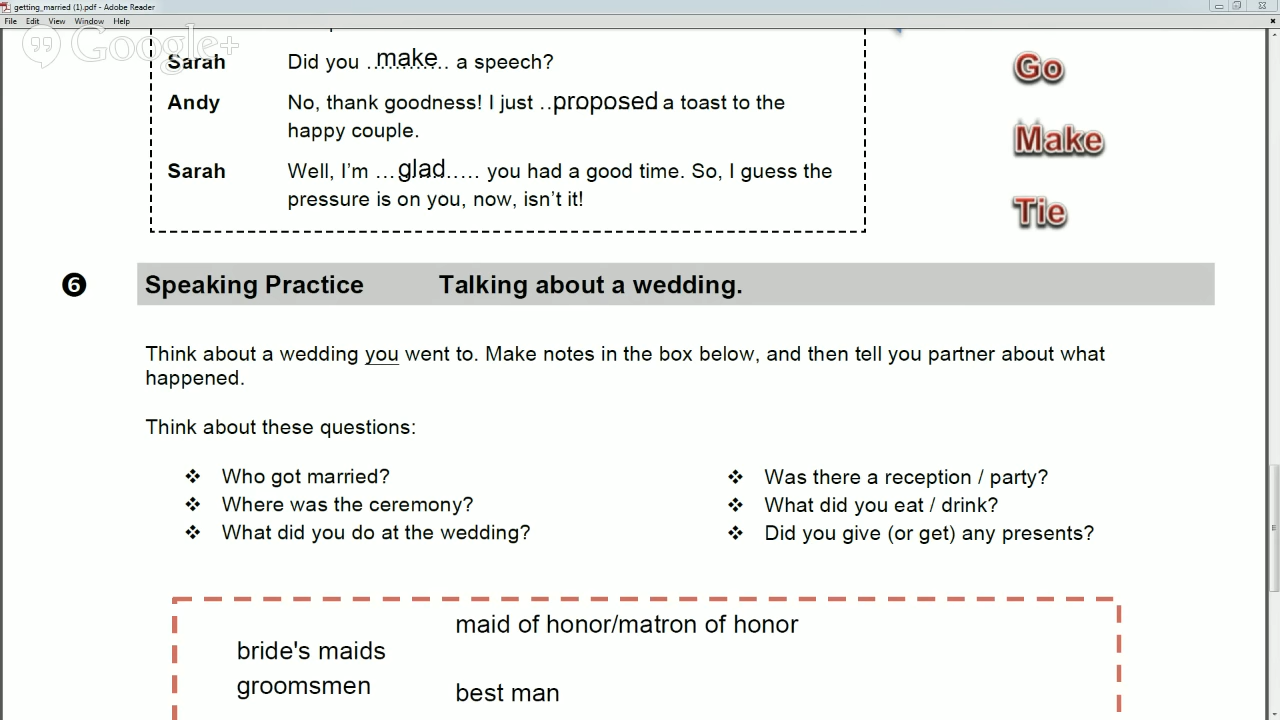 getting_married (1).pdf - Adobe Reader
File Edit View Window Help
Google+
Sarah Did you ...make... a speech?
Andy No, thank goodness! I just ..proposed a toast to the
happy couple.
Sarah Well, I'm ...glad..... you had a good time. So, I guess the
pressure is on you, now, isn't it!
Go
Make
Tie
6 Speaking Practice Talking about a wedding.
Think about a wedding you went to. Make notes in the box below, and then tell you partner about what
happened.
Think about these questions:
❖ Who got married?
❖ Where was the ceremony?
❖ What did you do at the wedding?
❖ Was there a reception / party?
❖ What did you eat / drink?
❖ Did you give (or get) any presents?
maid of honor/matron of honor
bride's maids
groomsmen
best man